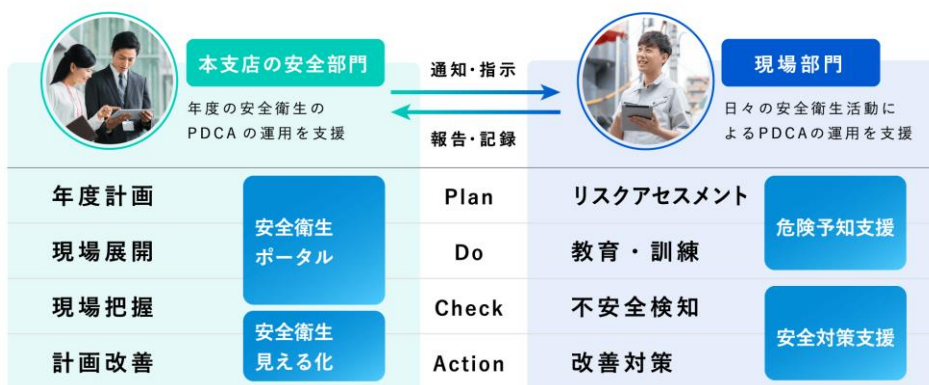 本支店の安全部門
年度の安全衛生の
PDCAの運用を支援
通知・指示
報告・記録
現場部門
日々の安全衛生活動に
よるPDCAの運用を支援
年度計画
Plan
リスクアセスメント
現場展開
Do
教育・訓練
現場把握
Check
不安全検知
計画改善
Action
改善対策
安全衛生
ポータル
安全衛生
見える化
危険予知支援
安全対策支援